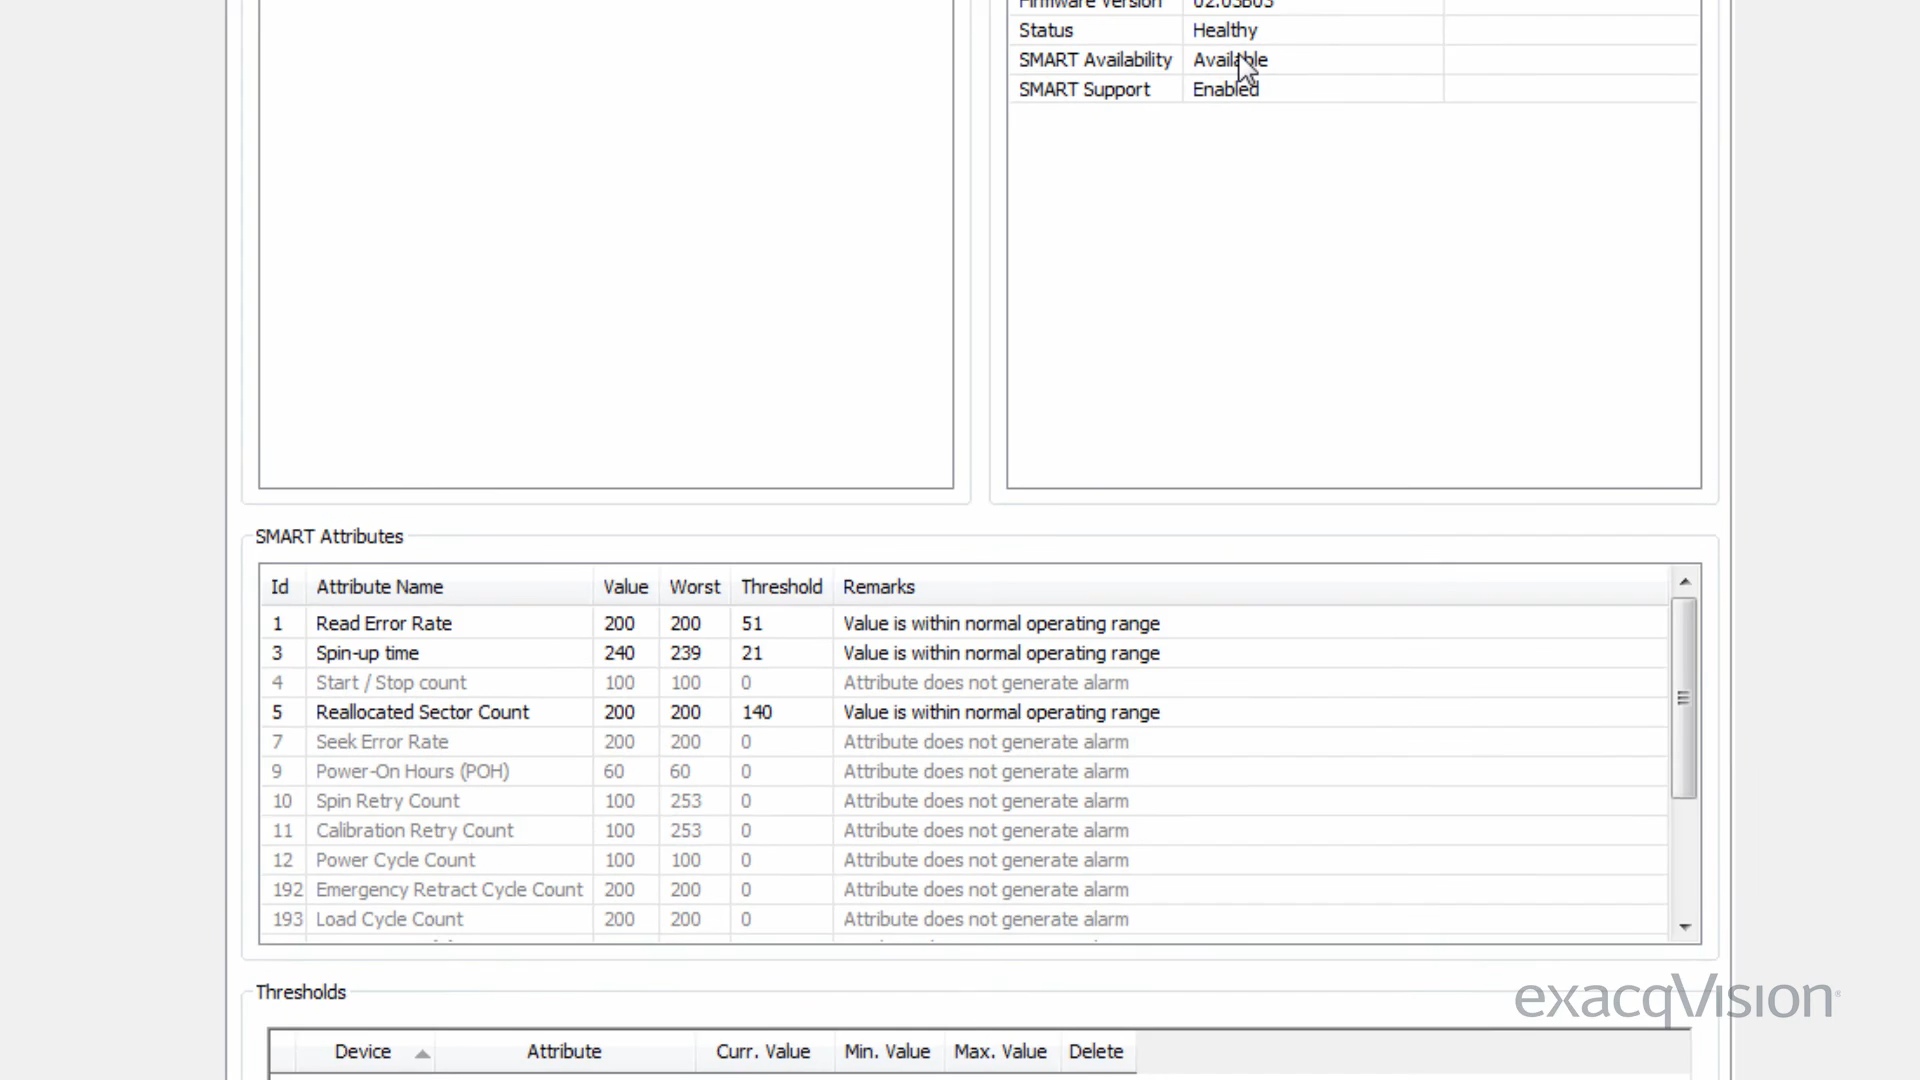 Firmware Version 02.03B03
Status Healthy
SMART Availability Available
SMART Support Enabled
SMART Attributes
Id Attribute Name Value Worst Threshold Remarks
1 Read Error Rate 200 200 51 Value is within normal operating range
3 Spin-up time 240 239 21 Value is within normal operating range
4 Start / Stop count 100 100 0 Attribute does not generate alarm
5 Reallocated Sector Count 200 200 140 Value is within normal operating range
7 Seek Error Rate 200 200 0 Attribute does not generate alarm
9 Power-On Hours (POH) 60 60 0 Attribute does not generate alarm
10 Spin Retry Count 100 253 0 Attribute does not generate alarm
11 Calibration Retry Count 100 253 0 Attribute does not generate alarm
12 Power Cycle Count 100 100 0 Attribute does not generate alarm
192 Emergency Retract Cycle Count 200 200 0 Attribute does not generate alarm
193 Load Cycle Count 200 200 0 Attribute does not generate alarm
Thresholds
exacqVision
Device Attribute Curr. Value Min. Value Max. Value Delete